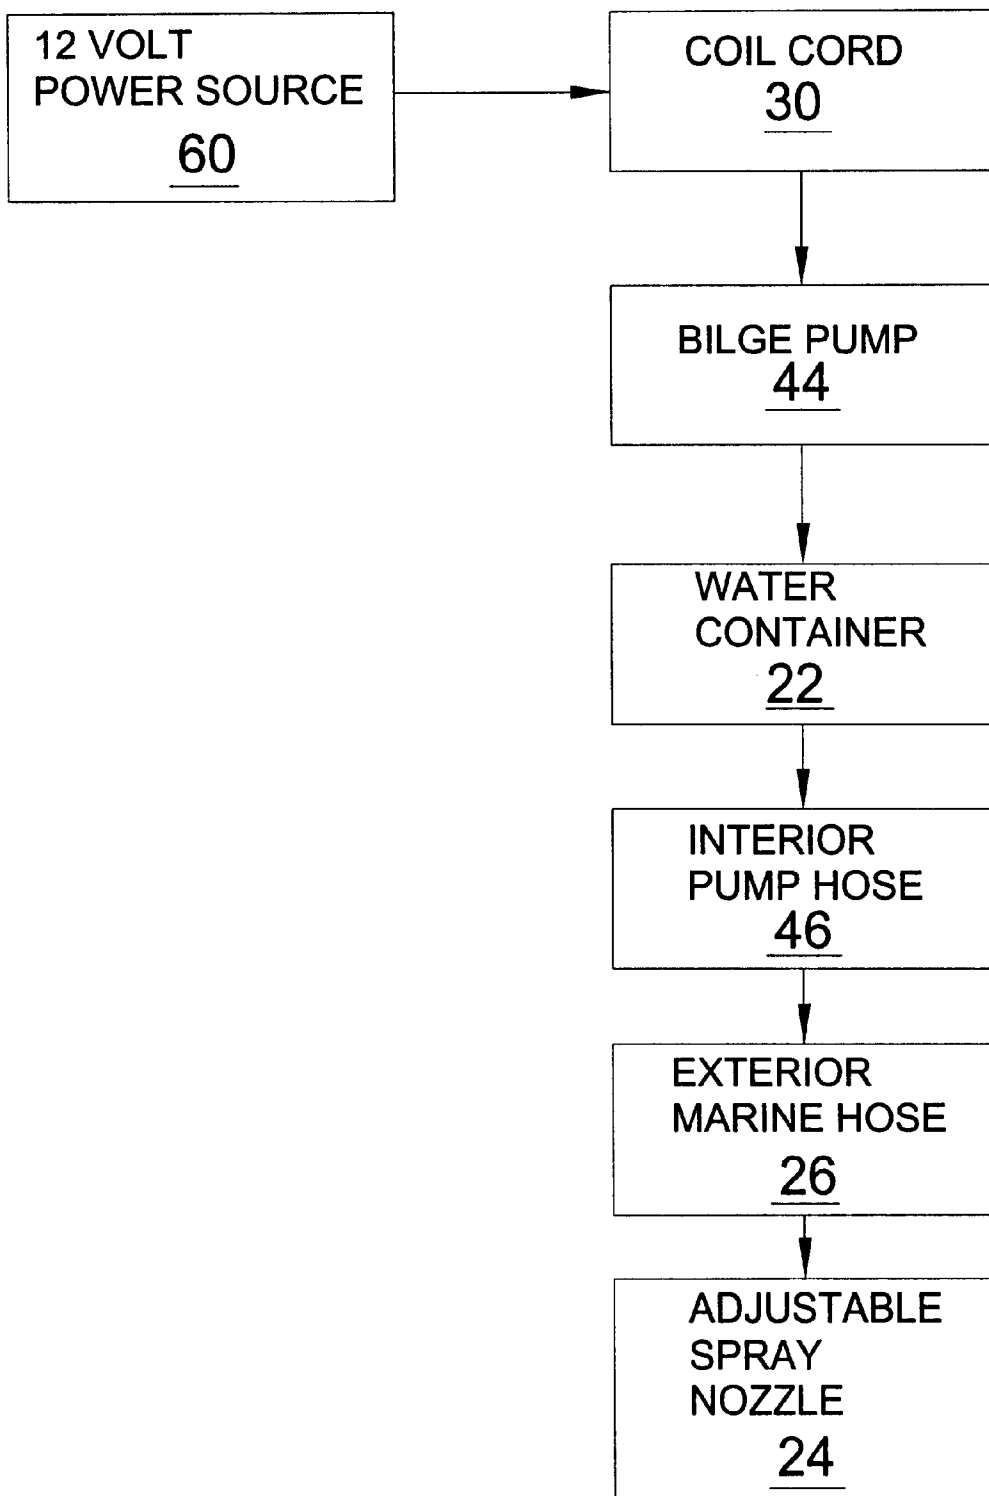 12 VOLT
POWER SOURCE
60
COIL CORD
30
BILGE PUMP
44
WATER
CONTAINER
22
INTERIOR
PUMP HOSE
46
EXTERIOR
MARINE HOSE
26
ADJUSTABLE
SPRAY
NOZZLE
24